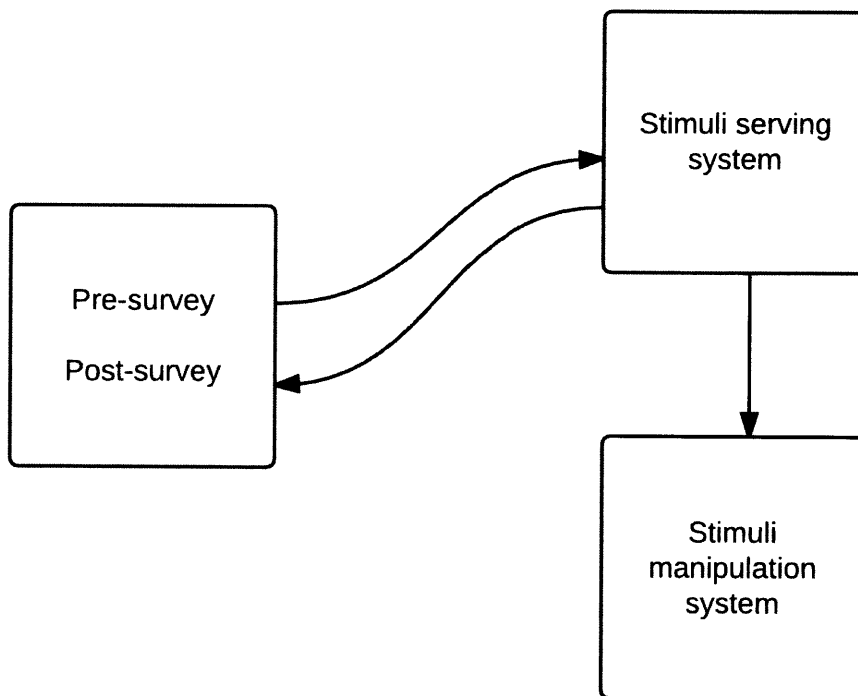 Stimuli serving
system
Pre-survey
Post-survey
Stimuli
manipulation
system